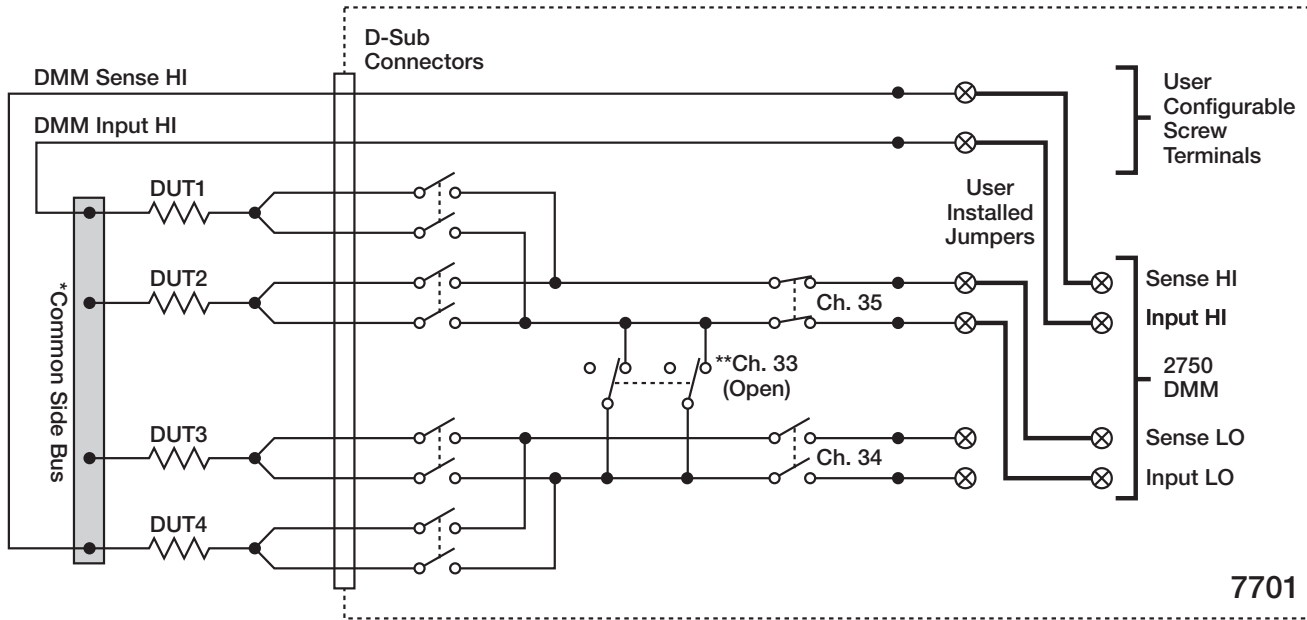 D-Sub
Connectors
DMM Sense HI
DMM Input HI
User
Configurable
Screw
Terminals
DUT1
User
Installed
Jumpers
DUT2
*Common Side Bus
Ch. 35
Sense HI
Input HI
**Ch. 33
(Open)
2750
DMM
DUT3
Ch. 34
Sense LO
Input LO
DUT4
7701